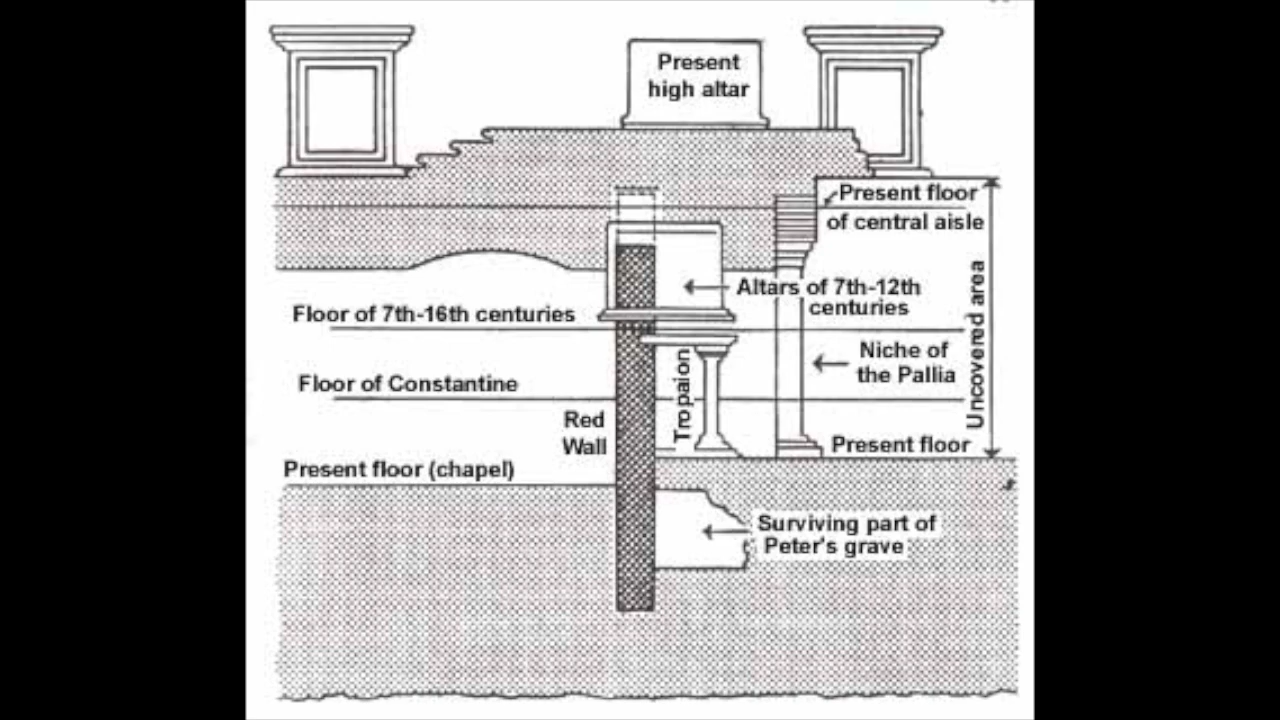 Present
high altar
Present floor
of central aisle
Altars of 7th-12th
centuries
Floor of 7th-16th centuries
Niche of
the Pallia
Uncovered area
Tropaion
Floor of Constantine
Red
Wall
Present floor
Present floor (chapel)
Surviving part of
Peter's grave